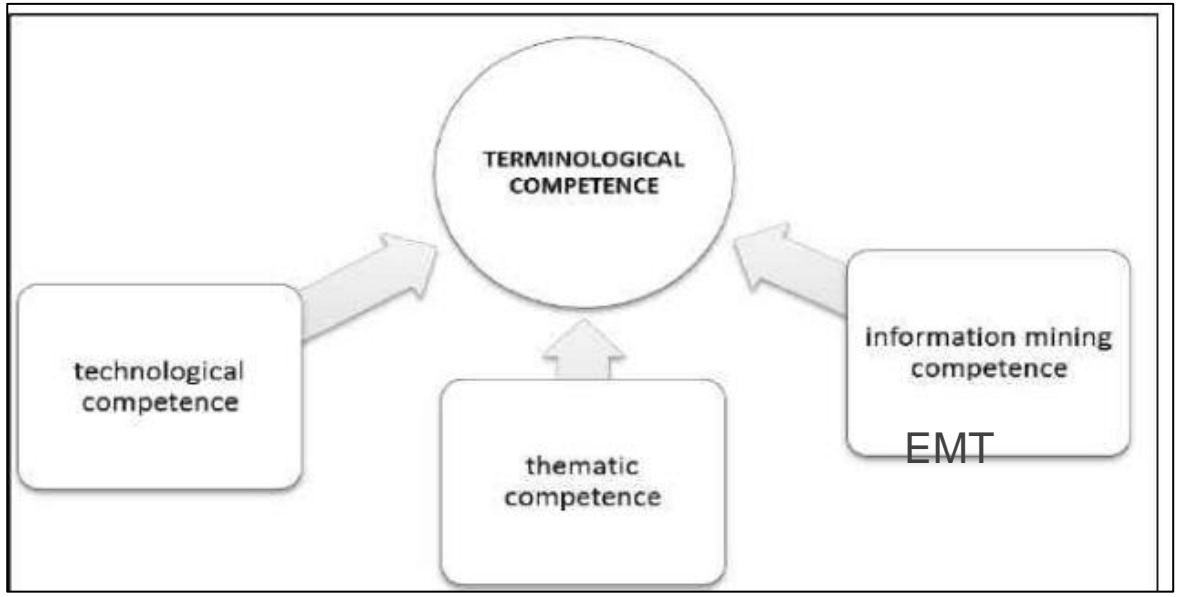 TERMINOLOGICAL
COMPETENCE
technological
competence
thematic
competence
information mining
competence
EMT